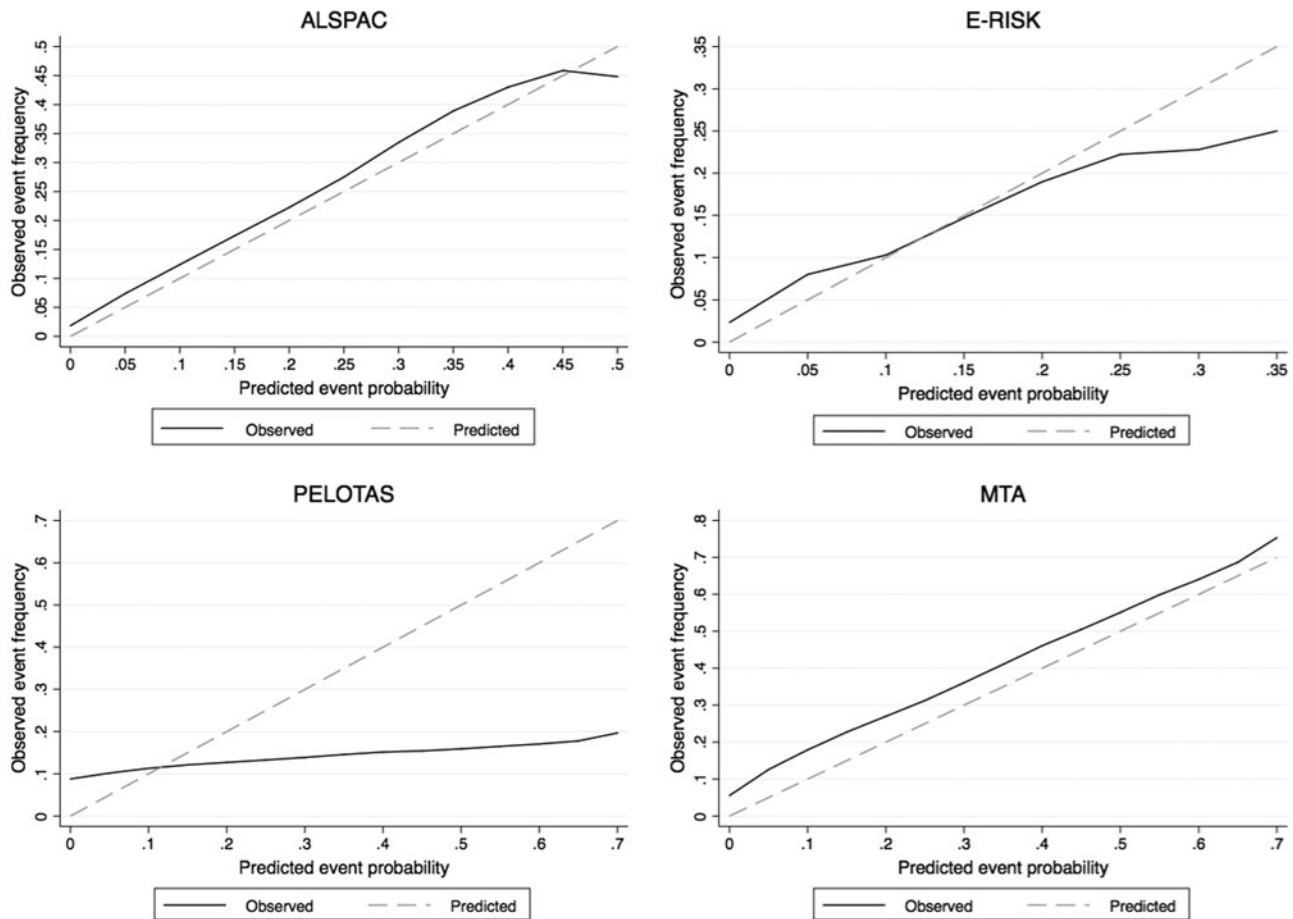 ALSPAC
Observed event frequency
0 .05 .1 .15 .2 .25 .3 .35 .4 .45 .5
0 .05 .1 .15 .2 .25 .3 .35 .4 .45 .5
Predicted event probability
Observed Predicted
E-RISK
Observed event frequency
0 .05 .1 .15 .2 .25 .3 .35
0 .05 .1 .15 .2 .25 .3 .35
Predicted event probability
Observed Predicted
PELOTAS
Observed event frequency
0 .1 .2 .3 .4 .5 .6 .7
0 .1 .2 .3 .4 .5 .6 .7
Predicted event probability
Observed Predicted
MTA
Observed event frequency
0 .1 .2 .3 .4 .5 .6 .7 .8
0 .1 .2 .3 .4 .5 .6 .7
Predicted event probability
Observed Predicted